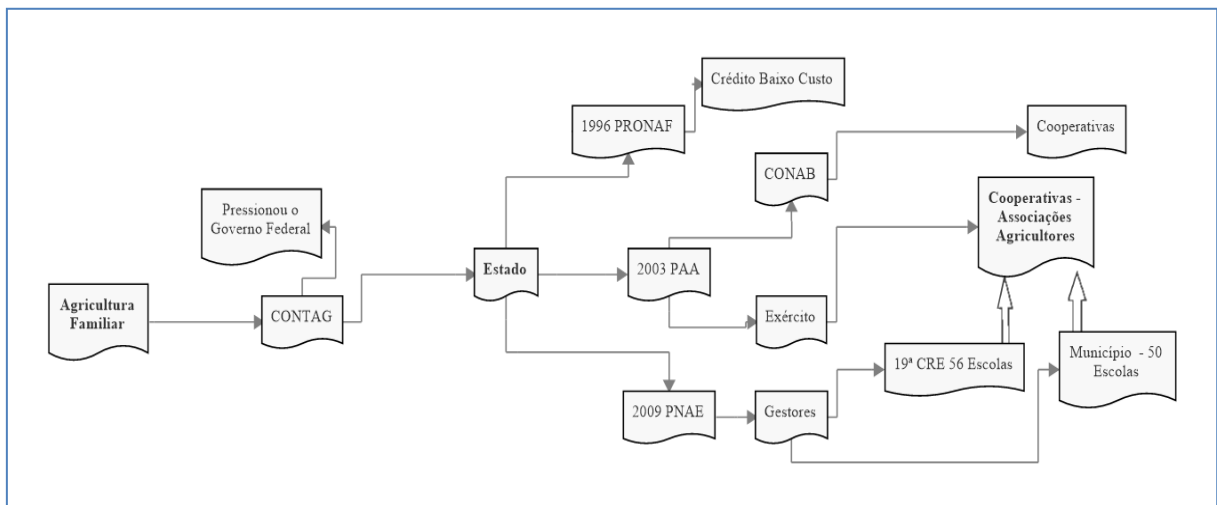 Crédito Baixo Custo
1996 PRONAF
Cooperativas
CONAB
Pressionou o
Governo Federal
Cooperativas -
Associações
Agricultores
Estado
2003 PAA
Agricultura
Familiar
CONTAG
Exército
19ª CRE 56 Escolas
Município - 50
Escolas
2009 PNAE
Gestores